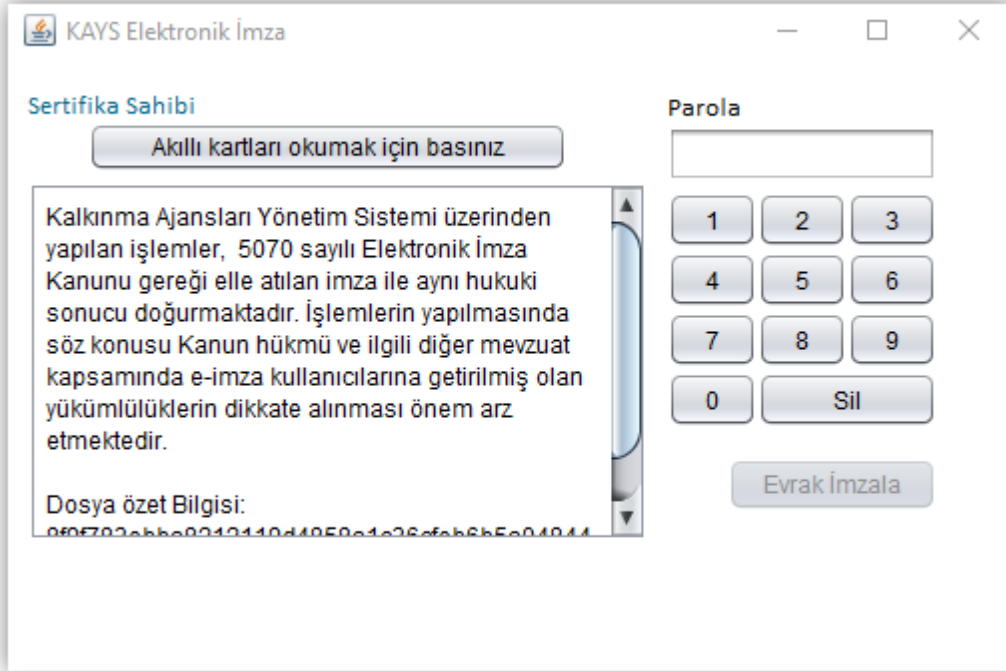 KAYS Elektronik İmza
Sertifika Sahibi
Akıllı kartları okumak için basınız
Kalkınma Ajansları Yönetim Sistemi üzerinden
yapılan işlemler,  5070 sayılı Elektronik İmza
Kanunu gereği elle atılan imza ile aynı hukuki
sonucu doğurmaktadır. İşlemlerin yapılmasında
söz konusu Kanun hükmü ve ilgili diğer mevzuat
kapsamında e-imza kullanıcılarına getirilmiş olan
yükümlülüklerin dikkate alınması önem arz
etmektedir.
Dosya özet Bilgisi:
Parola
1 2 3
4 5 6
7 8 9
0 Sil
Evrak İmzala